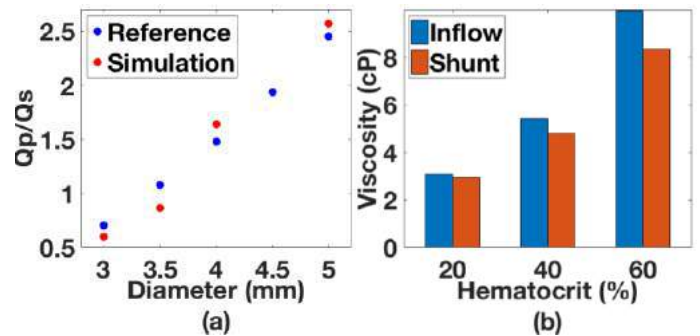 2.5
2
1.5
1
0.5
Qp/Qs
Reference
Simulation
3 3.5 4 4.5 5
Diameter (mm)
(a)
8
6
4
2
0
Viscosity (cP)
Inflow
Shunt
20 40 60
Hematocrit (%)
(b)